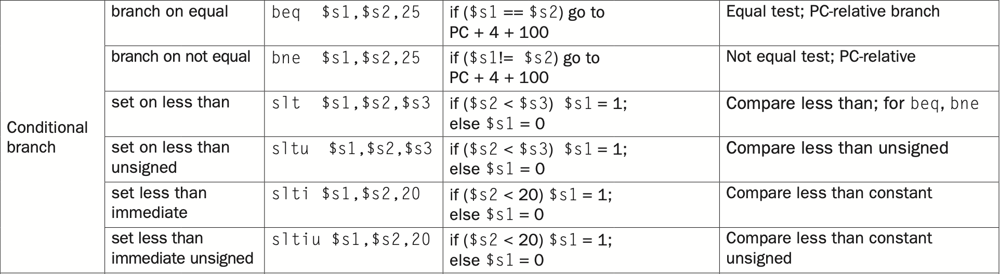 Conditional
branch
branch on equal
beq $s1,$s2,25
if ($s1 == $s2) go to
PC + 4 + 100
Equal test; PC-relative branch
branch on not equal
bne $s1,$s2,25
if ($s1!= $s2) go to
PC + 4 + 100
Not equal test; PC-relative
set on less than
slt $s1,$s2,$s3
if ($s2 < $s3) $s1 = 1;
else $s1 = 0
Compare less than; for beq, bne
set on less than
unsigned
sltu $s1,$s2,$s3
if ($s2 < $s3) $s1 = 1;
else $s1 = 0
Compare less than unsigned
set less than
immediate
slti $s1,$s2,20
if ($s2 < 20) $s1 = 1;
else $s1 = 0
Compare less than constant
set less than
immediate unsigned
sltiu $s1,$s2,20
if ($s2 < 20) $s1 = 1;
else $s1 = 0
Compare less than constant
unsigned